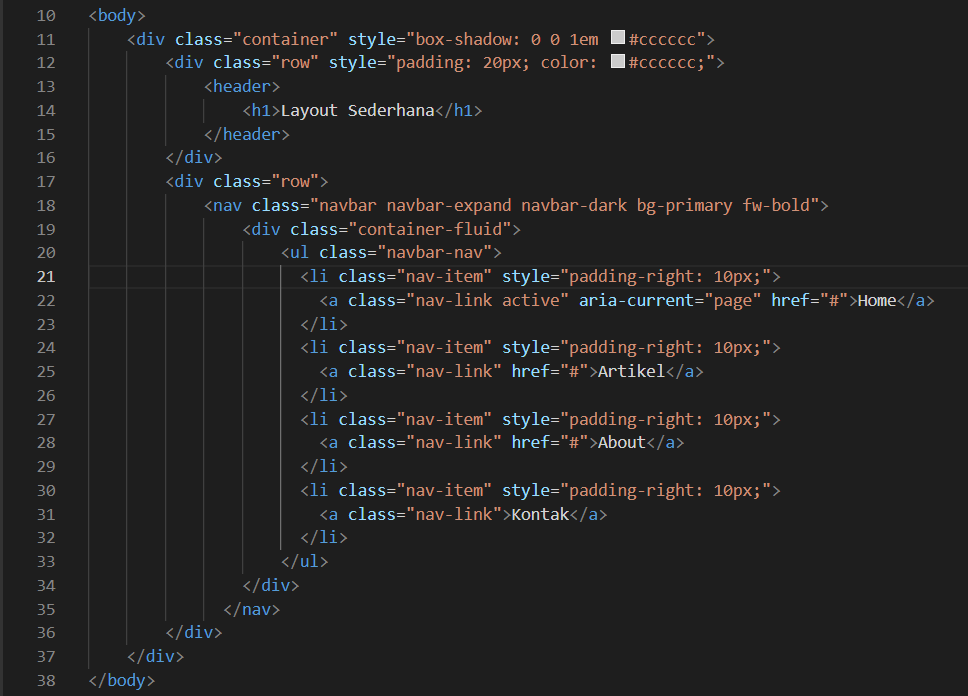 10 <body>
11 <div class="container" style="box-shadow: 0 0 1em #cccccc">
12 <div class="row" style="padding: 20px; color: #cccccc;">
13 <header>
14 <h1>Layout Sederhana</h1>
15 </header>
16 </div>
17 <div class="row">
18 <nav class="navbar navbar-expand navbar-dark bg-primary fw-bold">
19 <div class="container-fluid">
20 <ul class="navbar-nav">
21 <li class="nav-item" style="padding-right: 10px;">
22 <a class="nav-link active" aria-current="page" href="#">Home</a>
23 </li>
24 <li class="nav-item" style="padding-right: 10px;">
25 <a class="nav-link" href="#">Artikel</a>
26 </li>
27 <li class="nav-item" style="padding-right: 10px;">
28 <a class="nav-link" href="#">About</a>
29 </li>
30 <li class="nav-item" style="padding-right: 10px;">
31 <a class="nav-link">Kontak</a>
32 </li>
33 </ul>
34 </div>
35 </nav>
36 </div>
37 </div>
38 </body>